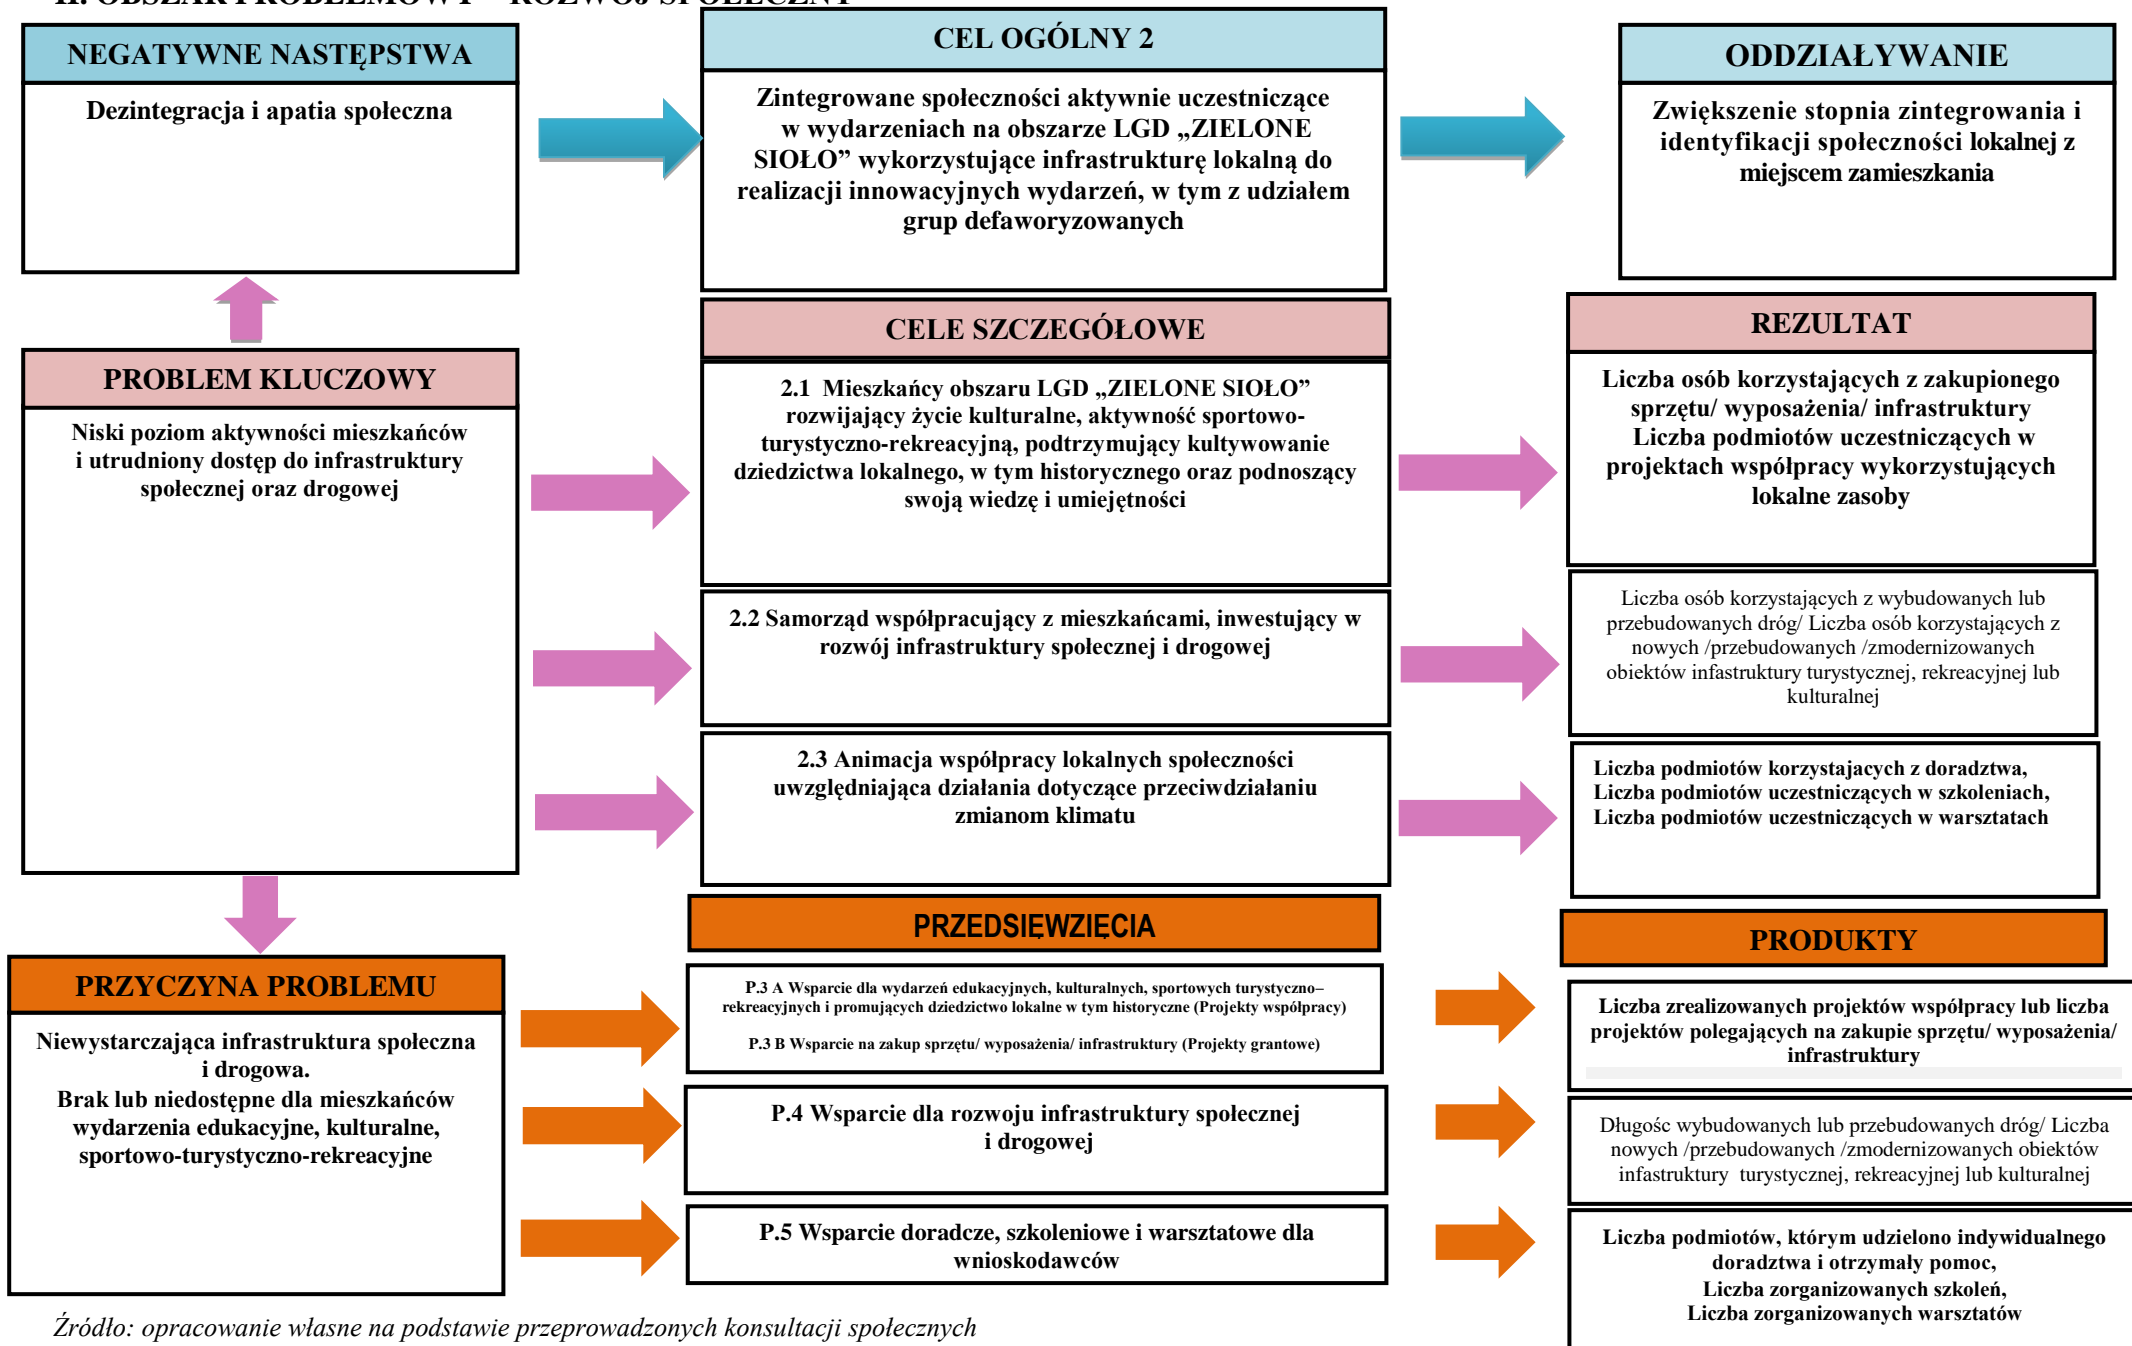 II. OBSZAR PROBLEMOWY – ROZWÓJ SPOŁECZNY
NEGATYWNE NASTĘPSTWA
Dezintegracja i apatia społeczna
CEL OGÓLNY 2
Zintegrowane społeczności aktywnie uczestniczące
w wydarzeniach na obszarze LGD „ZIELONE
SIOŁO” wykorzystujące infrastrukturę lokalną do
realizacji innowacyjnych wydarzeń, w tym z udziałem
grup defaworyzowanych
ODDZIAŁYWANIE
Zwiększenie stopnia zintegrowania i
identyfikacji społeczności lokalnej z
miejscem zamieszkania
PROBLEM KLUCZOWY
Niski poziom aktywności mieszkańców
i utrudniony dostęp do infrastruktury
społecznej oraz drogowej
CELE SZCZEGÓŁOWE
2.1 Mieszkańcy obszaru LGD „ZIELONE SIOŁO”
rozwijający życie kulturalne, aktywność sportowo-
turystyczno-rekreacyjną, podtrzymujący kultywowanie
dziedzictwa lokalnego, w tym historycznego oraz podnoszący
swoją wiedzę i umiejętności
REZULTAT
Liczba osób korzystających z zakupionego
sprzętu/ wyposażenia/ infrastruktury
Liczba podmiotów uczestniczących w
projektach współpracy wykorzystujących
lokalne zasoby
2.2 Samorząd współpracujący z mieszkańcami, inwestujący w
rozwój infrastruktury społecznej i drogowej
Liczba osób korzystających z wybudowanych lub
przebudowanych dróg/ Liczba osób korzystających z
nowych /przebudowanych /zmodernizowanych
obiektów infastruktury turystycznej, rekreacyjnej lub
kulturalnej
2.3 Animacja współpracy lokalnych społeczności
uwzględniająca działania dotyczące przeciwdziałaniu
zmianom klimatu
Liczba podmiotów korzystajacych z doradztwa,
Liczba podmiotów uczestniczących w szkoleniach,
Liczba podmiotów uczestniczących w warsztatach
PRZYCZYNA PROBLEMU
Niewystarczająca infrastruktura społeczna
i drogowa.
Brak lub niedostępne dla mieszkańców
wydarzenia edukacyjne, kulturalne,
sportowo-turystyczno-rekreacyjne
PRZEDSIĘWZIĘCIA
P.3 A Wsparcie dla wydarzeń edukacyjnych, kulturalnych, sportowych turystyczno–
rekreacyjnych i promujących dziedzictwo lokalne w tym historyczne (Projekty współpracy)
P.3 B Wsparcie na zakup sprzętu/ wyposażenia/ infrastruktury (Projekty grantowe)
PRODUKTY
Liczba zrealizowanych projektów współpracy lub liczba
projektów polegających na zakupie sprzętu/ wyposażenia/
infrastruktury
P.4 Wsparcie dla rozwoju infrastruktury społecznej
i drogowej
Długośc wybudowanych lub przebudowanych dróg/ Liczba
nowych /przebudowanych /zmodernizowanych obiektów
infastruktury turystycznej, rekreacyjnej lub kulturalnej
P.5 Wsparcie doradcze, szkoleniowe i warsztatowe dla
wnioskodawców
Liczba podmiotów, którym udzielono indywidualnego
doradztwa i otrzymały pomoc,
Liczba zorganizowanych szkoleń,
Liczba zorganizowanych warsztatów
Źródło: opracowanie własne na podstawie przeprowadzonych konsultacji społecznych